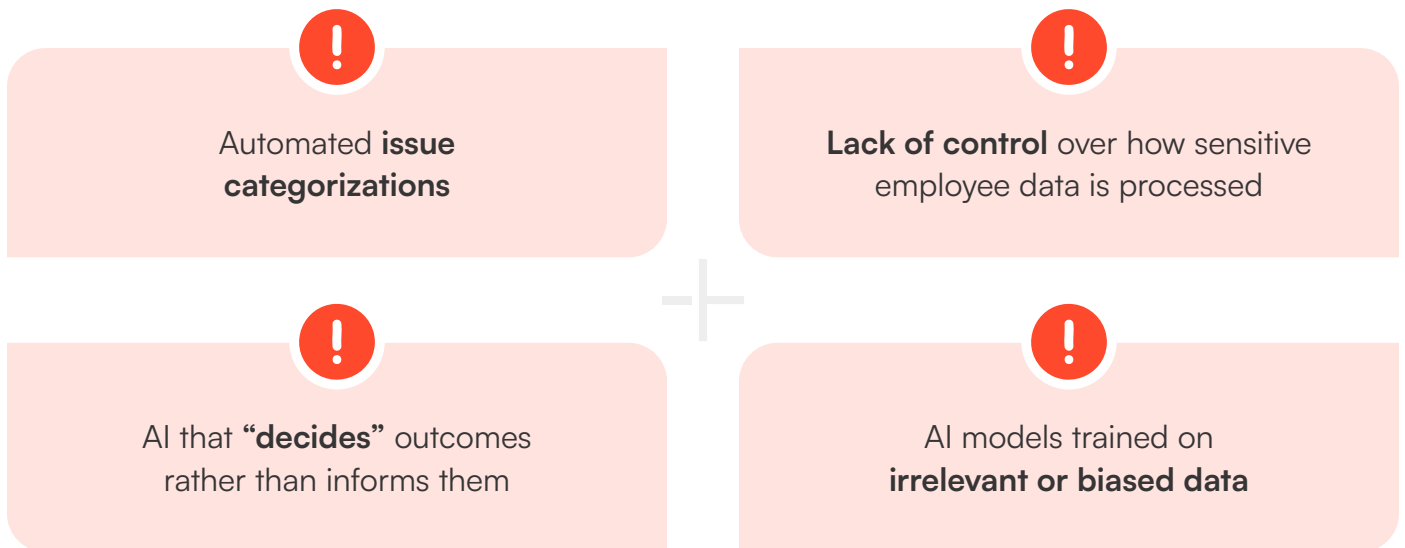 Automated issue
categorizations
Lack of control over how sensitive
employee data is processed
AI that “decides” outcomes
rather than informs them
AI models trained on
irrelevant or biased data